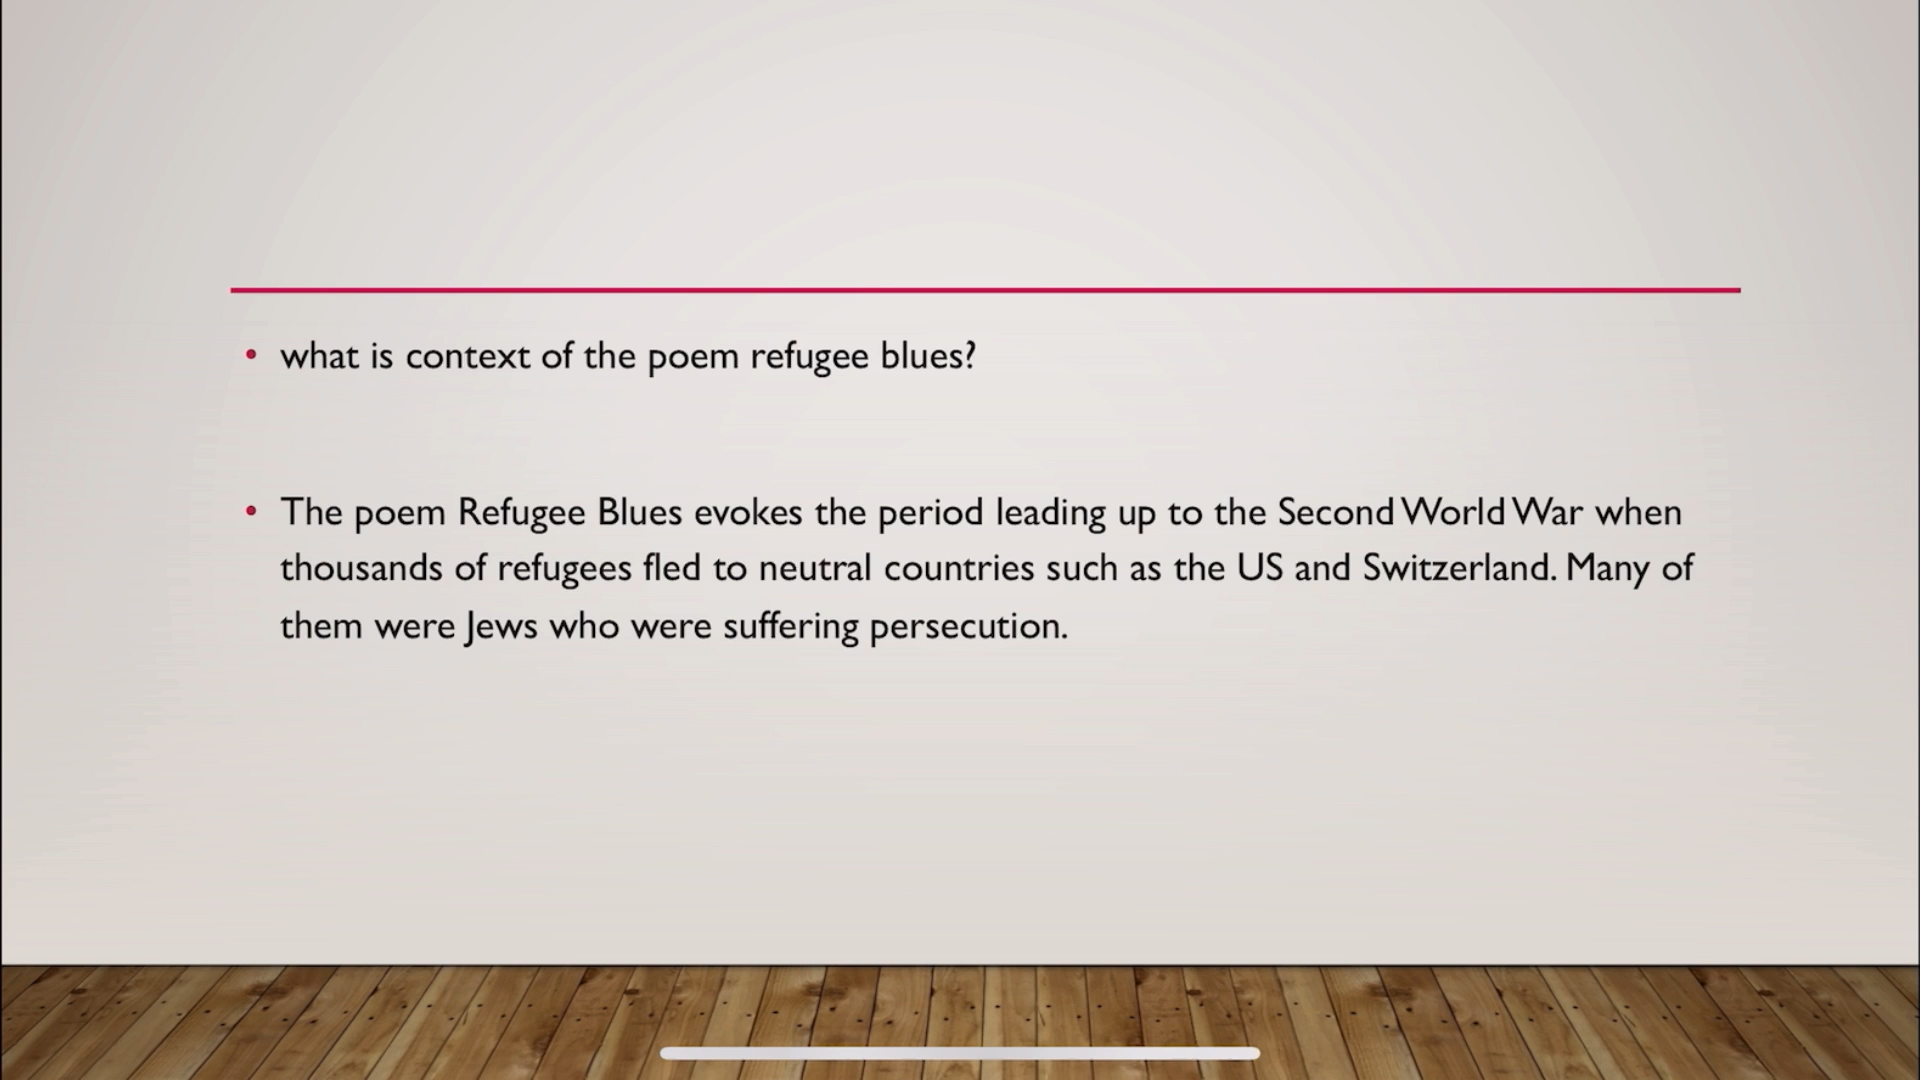 • what is context of the poem refugee blues?
• The poem Refugee Blues evokes the period leading up to the Second World War when
thousands of refugees fled to neutral countries such as the US and Switzerland. Many of
them were Jews who were suffering persecution.